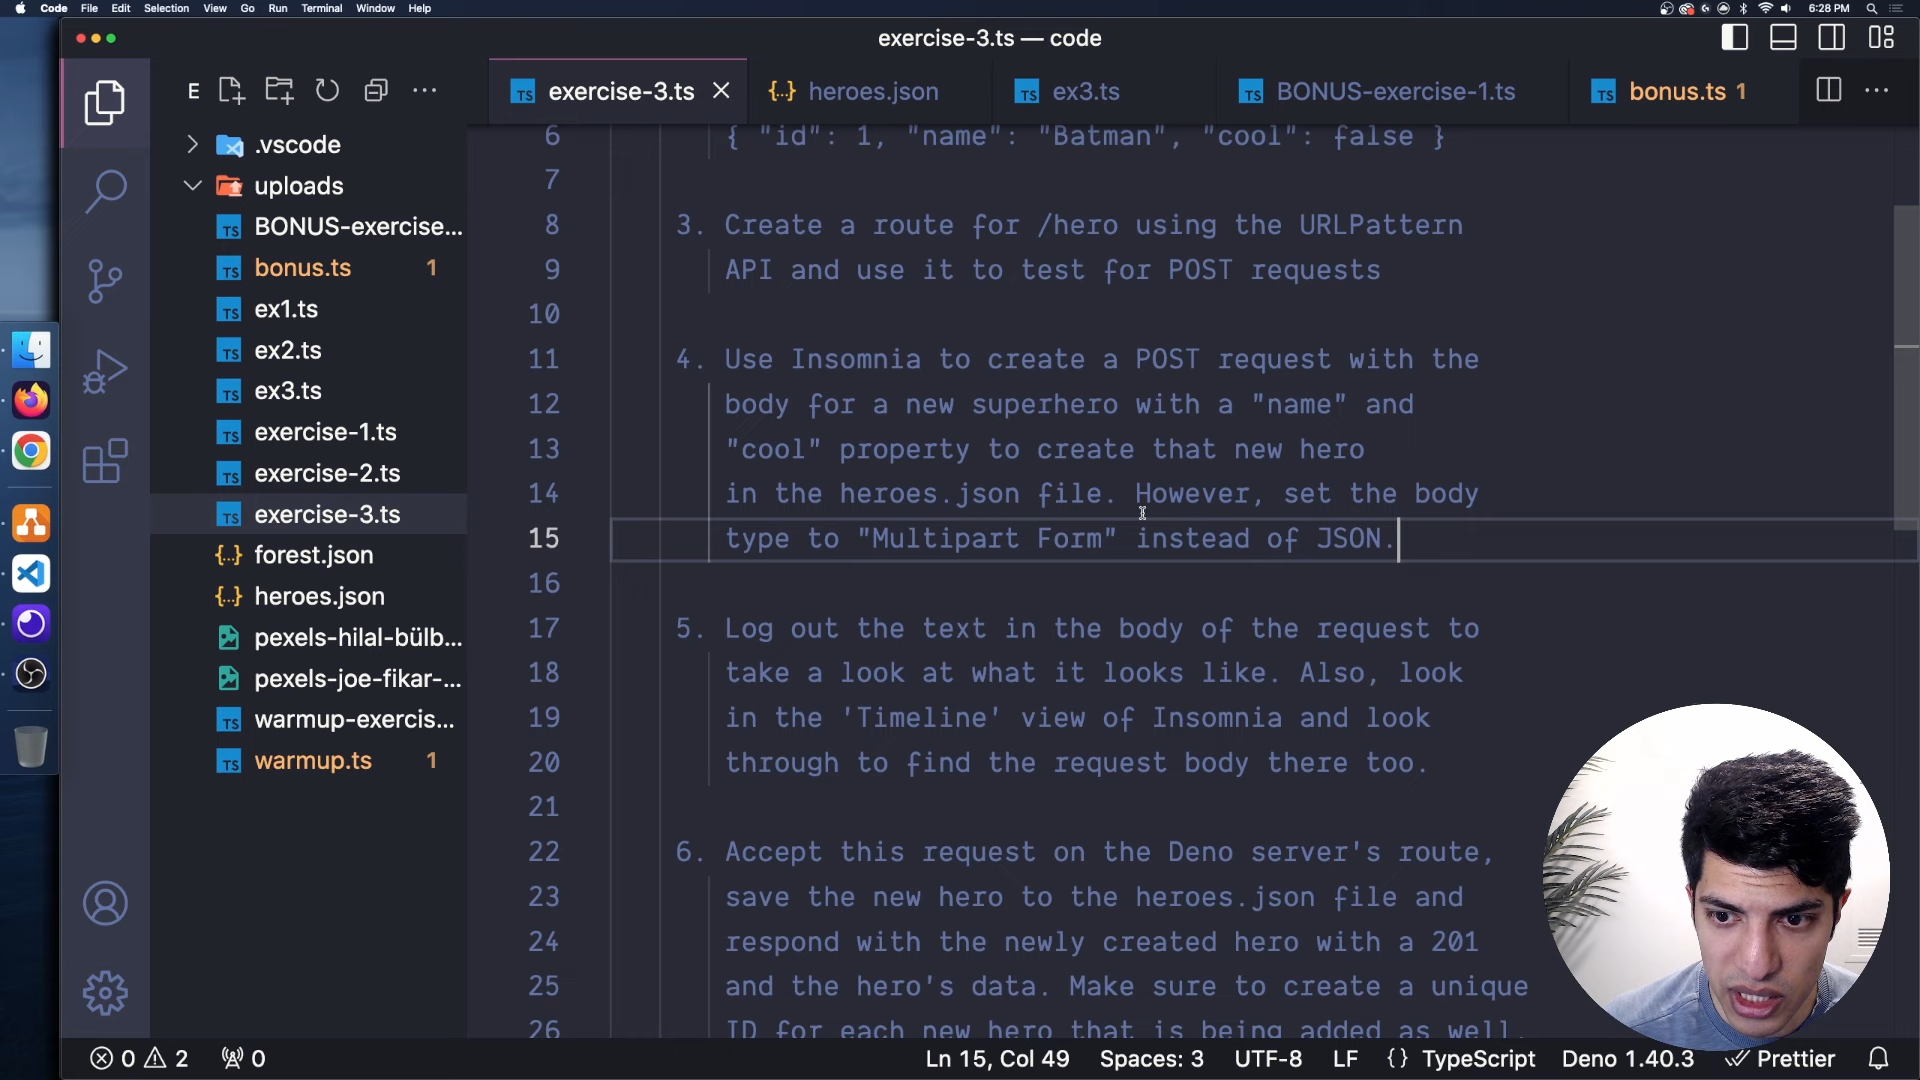 Code File Edit Selection View Go Run Terminal Window Help 6:28 PM
exercise-3.ts — code
E
exercise-3.ts heroes.json ex3.ts BONUS-exercise-1.ts bonus.ts 1
.vscode
uploads
BONUS-exercise...
bonus.ts 1
ex1.ts
ex2.ts
ex3.ts
exercise-1.ts
exercise-2.ts
exercise-3.ts
forest.json
heroes.json
pexels-hilal-bülb...
pexels-joe-fikar-...
warmup-exercis...
warmup.ts 1
6 { "id": 1, "name": "Batman", "cool": false }
7
8 3. Create a route for /hero using the URLPattern
9 API and use it to test for POST requests
10
11 4. Use Insomnia to create a POST request with the
12 body for a new superhero with a "name" and
13 "cool" property to create that new hero
14 in the heroes.json file. However, set the body
15 type to "Multipart Form" instead of JSON.
16
17 5. Log out the text in the body of the request to
18 take a look at what it looks like. Also, look
19 in the 'Timeline' view of Insomnia and look
20 through to find the request body there too.
21
22 6. Accept this request on the Deno server's route,
23 save the new hero to the heroes.json file and
24 respond with the newly created hero with a 201
25 and the hero's data. Make sure to create a unique
26 ID for each new hero that is being added as well.
0 2 0 Ln 15, Col 49 Spaces: 3 UTF-8 LF {} TypeScript Deno 1.40.3 Prettier